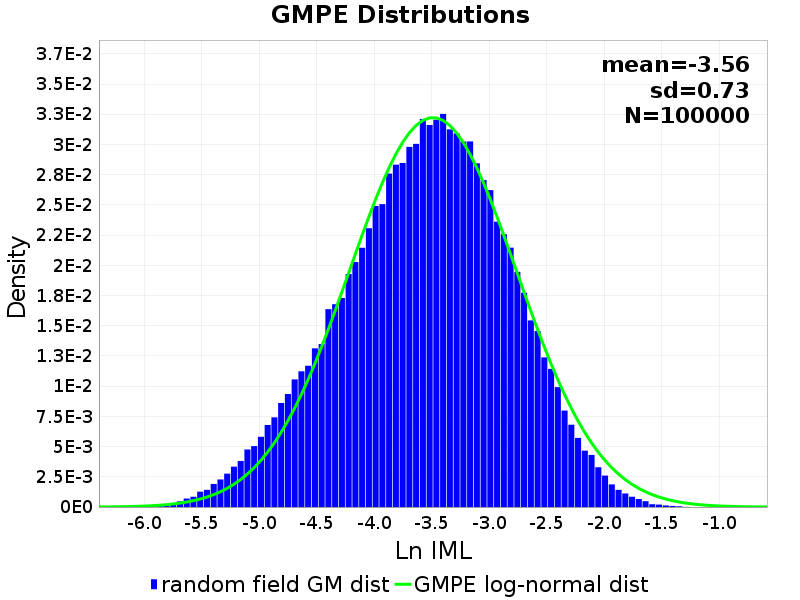 GMPE Distributions
mean=-3.56
sd=0.73
N=100000
3.7E-2
3.5E-2
3.3E-2
3E-2
2.8E-2
2.5E-2
2.2E-2
2E-2
1.8E-2
1.5E-2
1.3E-2
1E-2
7.5E-3
5E-3
2.5E-3
0E0
Density
-6.0 -5.5 -5.0 -4.5 -4.0 -3.5 -3.0 -2.5 -2.0 -1.5 -1.0
Ln IML
random field GM dist GMPE log-normal dist